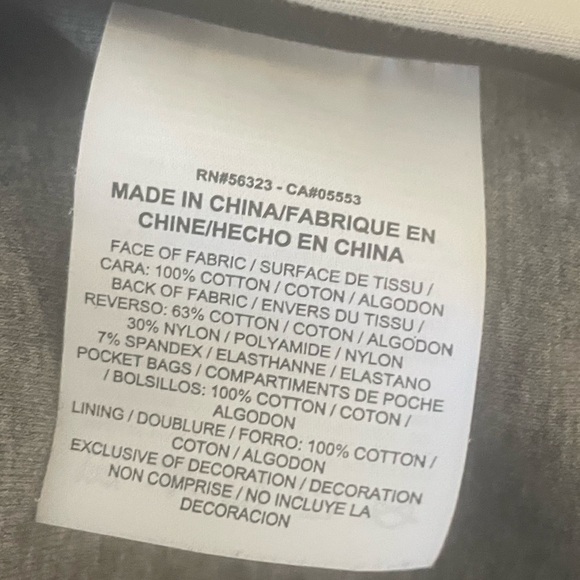 RN#56323 - CA#05553
MADE IN CHINA/FABRIQUE EN
CHINE/HECHO EN CHINA
FACE OF FABRIC / SURFACE DE TISSU /
CARA: 100% COTTON / COTON / ALGODON
BACK OF FABRIC / ENVERS DU TISSU /
REVERSO: 63% COTTON / COTON / ALGODON
30% NYLON / POLYAMIDE / NYLON
7% SPANDEX / ELASTHANNE / ELASTANO
POCKET BAGS / COMPARTIMENTS DE POCHE
/ BOLSILLOS: 100% COTTON / COTON /
ALGODON
LINING / DOUBLURE / FORRO: 100% COTTON /
COTON / ALGODON
EXCLUSIVE OF DECORATION / DECORATION
NON COMPRISE / NO INCLUYE LA
DECORACION